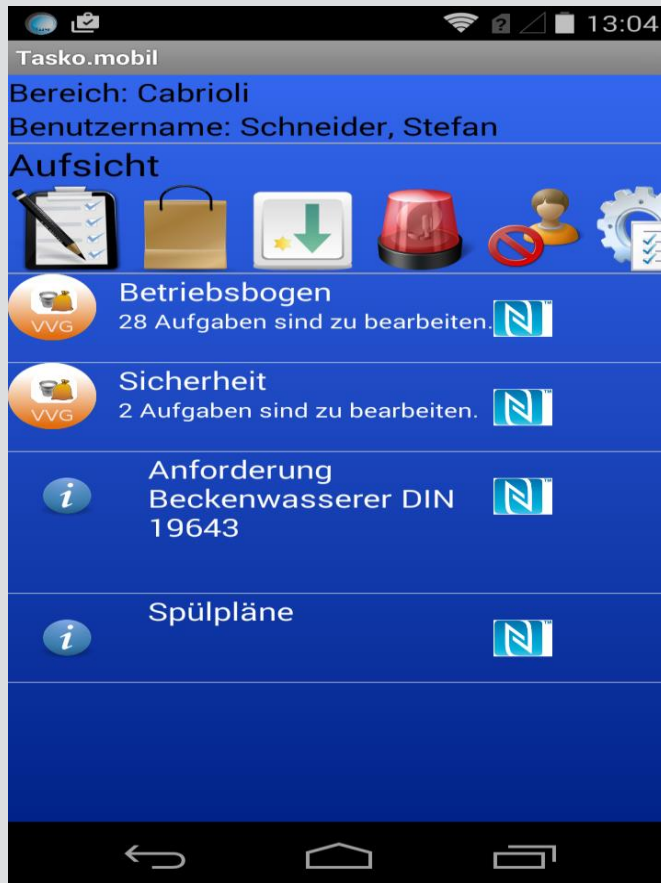 13:04
Tasko.mobil
Bereich: Cabrioli
Benutzername: Schneider, Stefan
Aufsicht
Betriebsbogen
28 Aufgaben sind zu bearbeiten.
VVG
Sicherheit
2 Aufgaben sind zu bearbeiten.
VVG
Anforderung
Beckenwasserer DIN
19643
Spülpläne